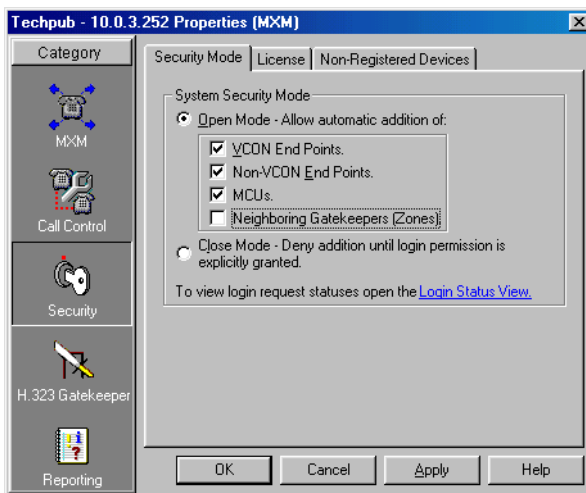 Techpub - 10.0.3.252 Properties (MXM)
Category
MXM
Call Control
Security
H.323 Gatekeeper
Reporting
Security Mode
License
Non-Registered Devices
System Security Mode
Open Mode - Allow automatic addition of:
VCON End Points.
Non-VCON End Points.
MCUs.
Neighboring Gatekeepers (Zones)
Close Mode - Deny addition until login permission is
explicitly granted.
To view login request statuses open the Login Status View.
OK
Cancel
Apply
Help